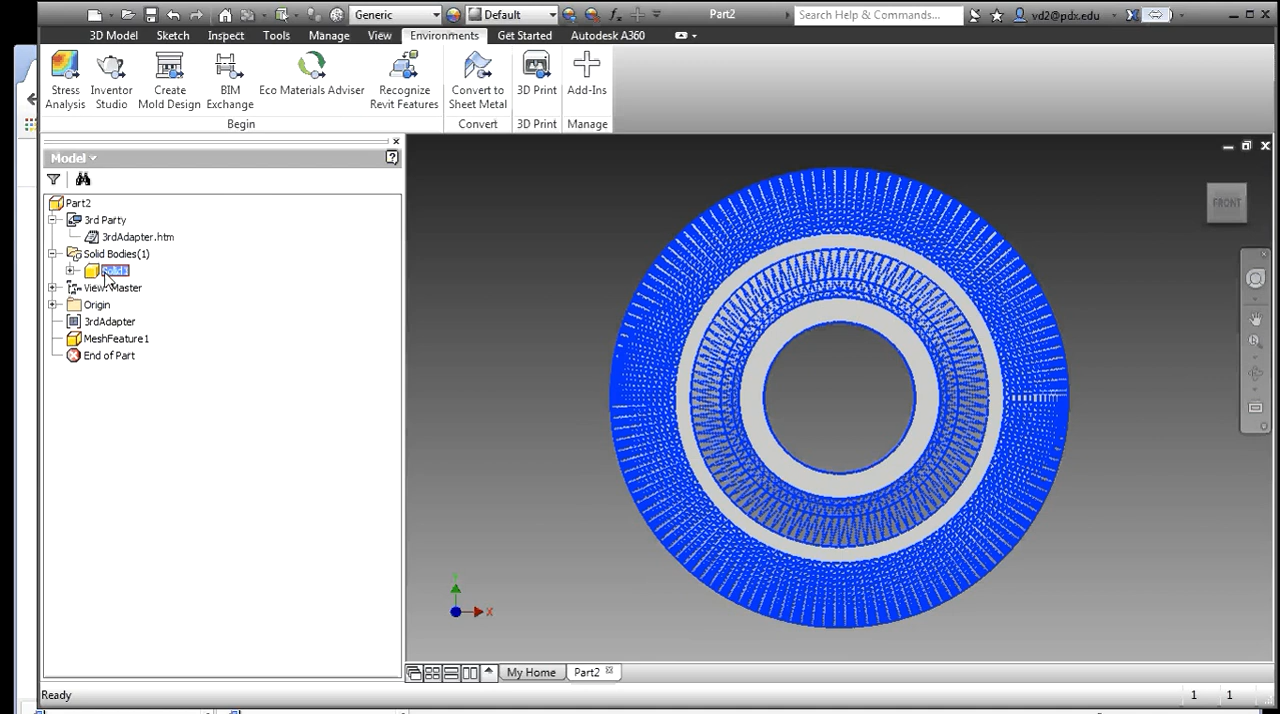 Generic
Default
fx
Part2
Search Help & Commands...
vd2@pdx.edu
3D Model
Sketch
Inspect
Tools
Manage
View
Environments
Get Started
Autodesk A360
Stress Analysis
Inventor Studio
Create Mold Design
BIM Exchange
Eco Materials Adviser
Recognize Revit Features
Convert to Sheet Metal
3D Print
Add-Ins
Begin
Convert
3D Print
Manage
Model
Part2
3rd Party
3rdAdapter.htm
Solid Bodies(1)
Solid1
View: Master
Origin
3rdAdapter
MeshFeature1
End of Part
FRONT
Y
X
My Home
Part2
Ready
1
1